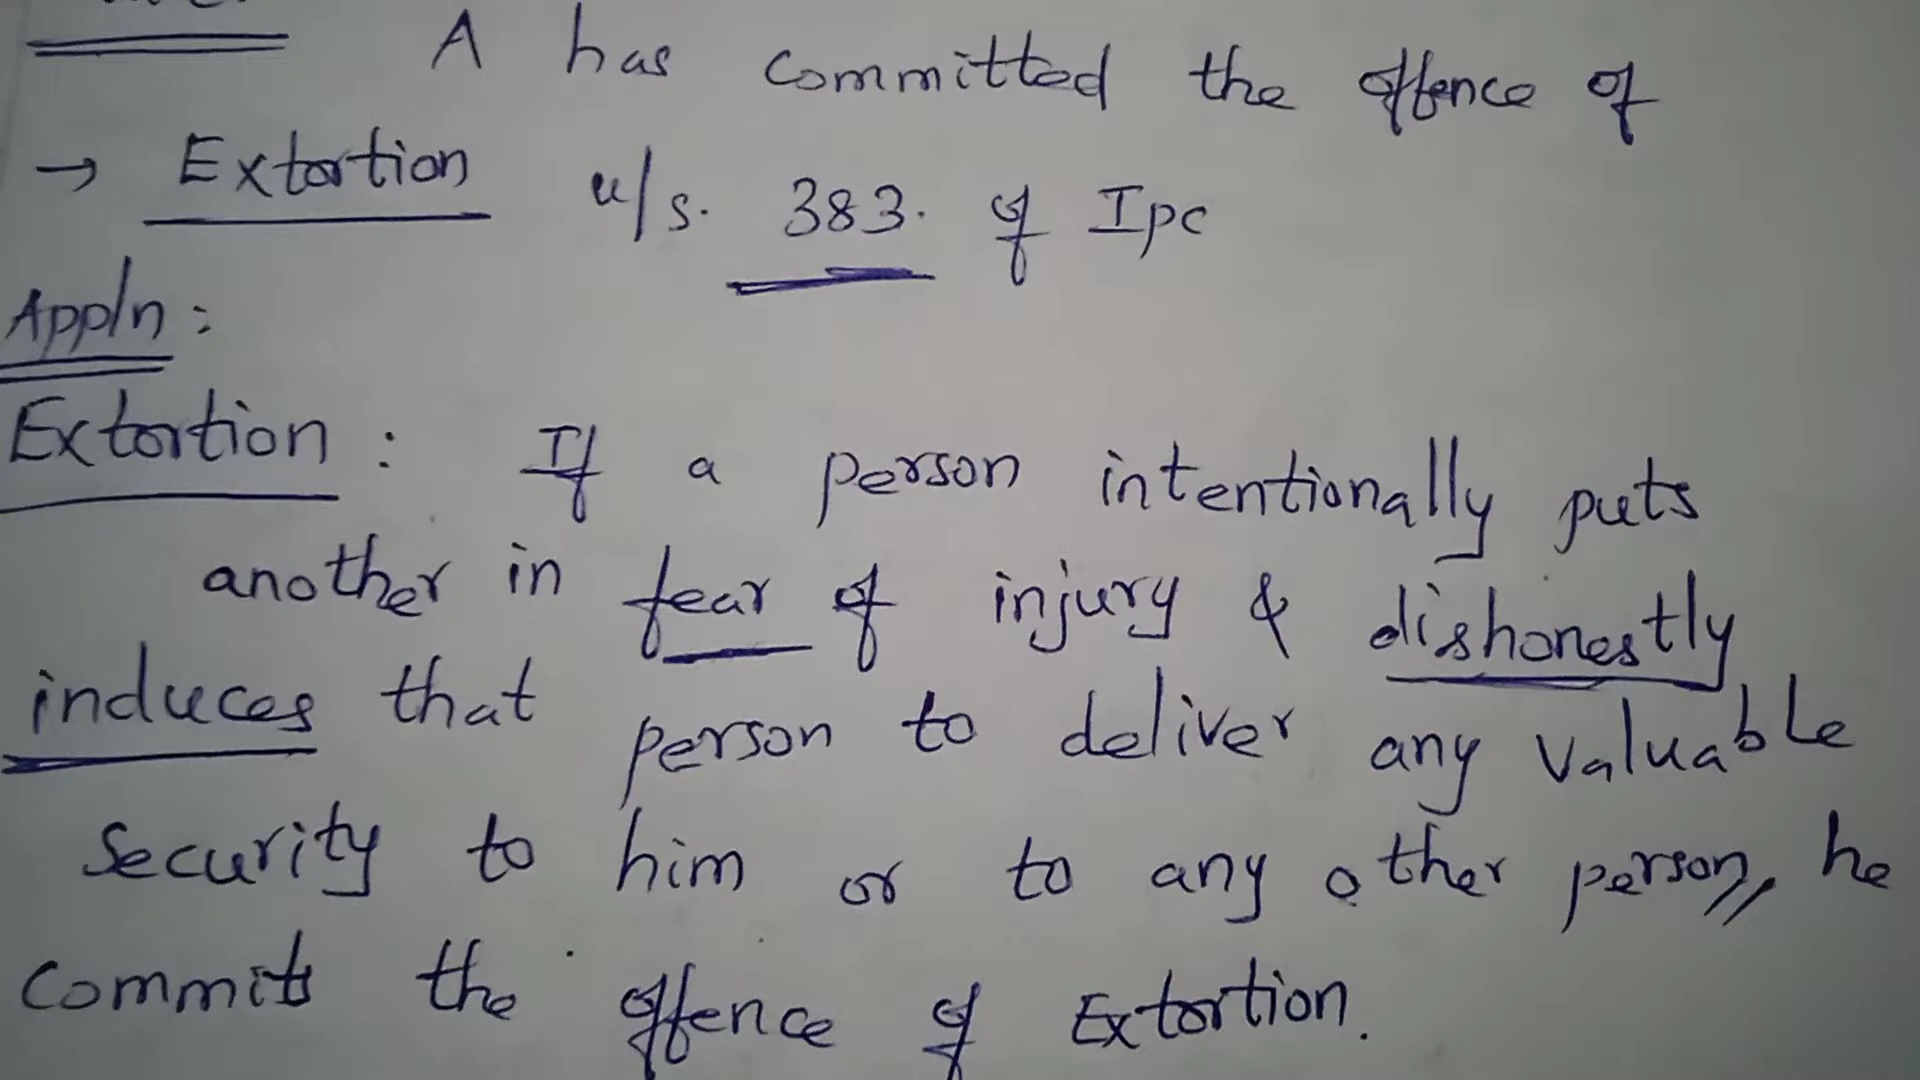 A has committed the offence of
→ Extortion u/s. 383. of Ipc
Appln:
Extortion: If a person intentionally puts
another in fear of injury & dishonestly
induces that person to deliver any valuable
Security to him or to any other person, he
commits the offence of Extortion.